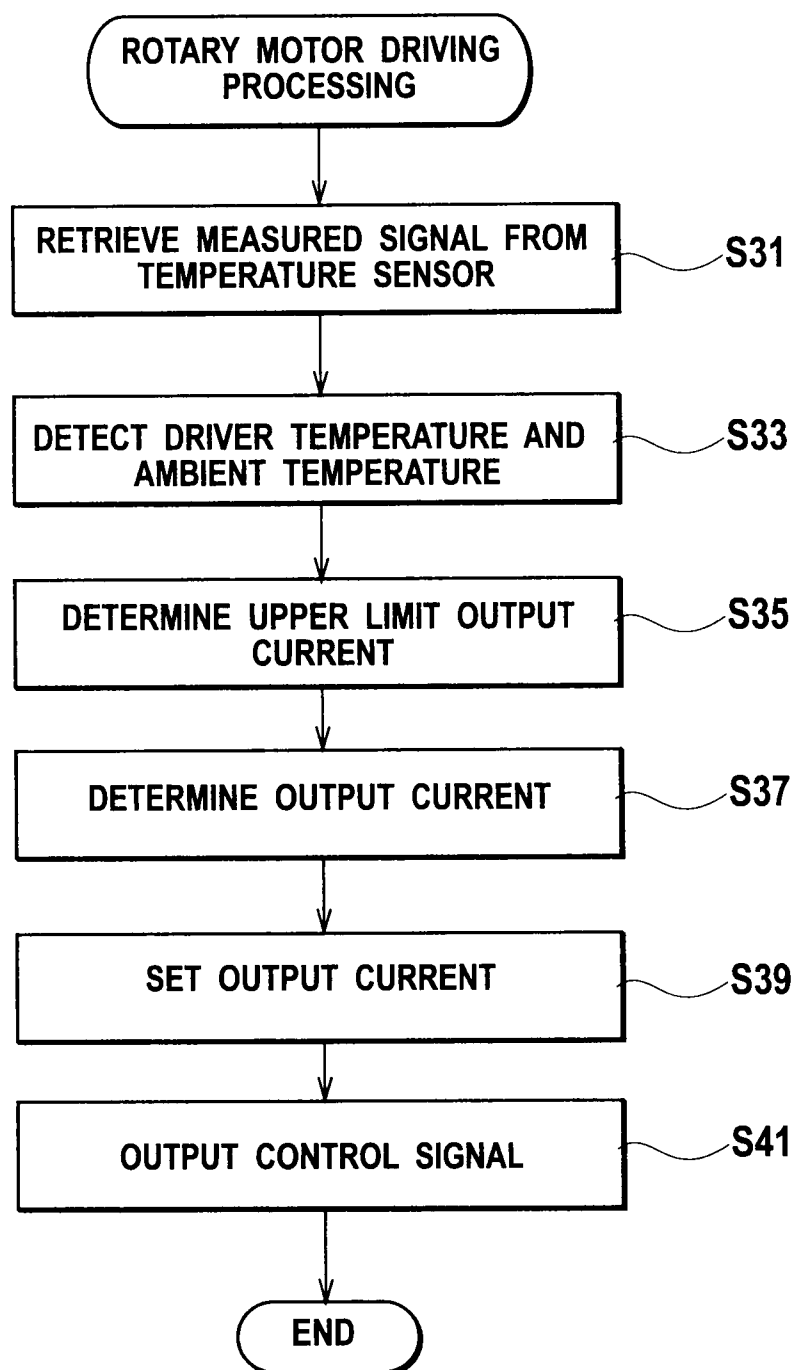 ROTARY MOTOR DRIVING
PROCESSING
RETRIEVE MEASURED SIGNAL FROM
TEMPERATURE SENSOR
S31
DETECT DRIVER TEMPERATURE AND
AMBIENT TEMPERATURE
S33
DETERMINE UPPER LIMIT OUTPUT
CURRENT
S35
DETERMINE OUTPUT CURRENT
S37
SET OUTPUT CURRENT
S39
OUTPUT CONTROL SIGNAL
S41
END